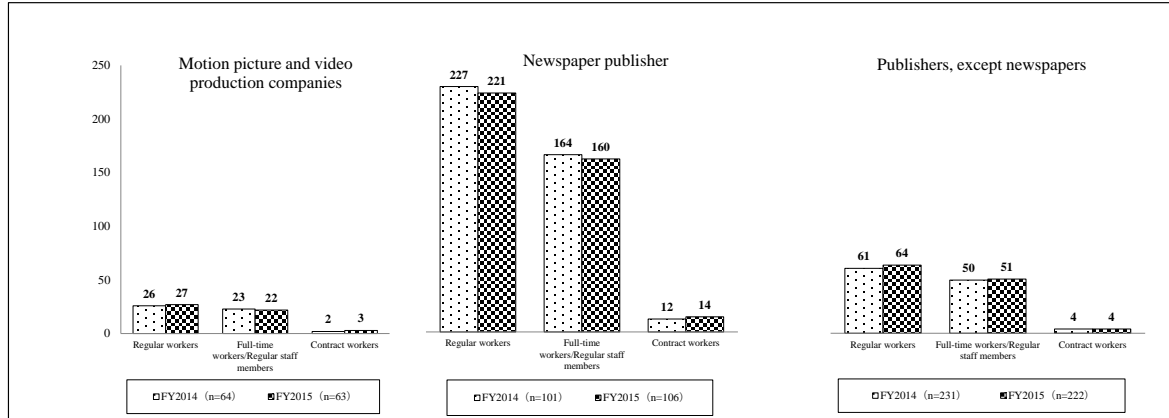 Motion picture and video
production companies
250
200
150
100
50
0
26
27
23
22
2
3
Regular workers
Full-time
workers/Regular staff
members
Contract workers
FY2014（n=64）
FY2015（n=63）
Newspaper publisher
227
221
164
160
12
14
Regular workers
Full-time
workers/Regular staff
members
Contract workers
FY2014（n=101）
FY2015（n=106）
Publishers, except newspapers
61
64
50
51
4
4
Regular workers
Full-time workers/Regular
staff members
Contract workers
FY2014（n=231）
FY2015（n=222）